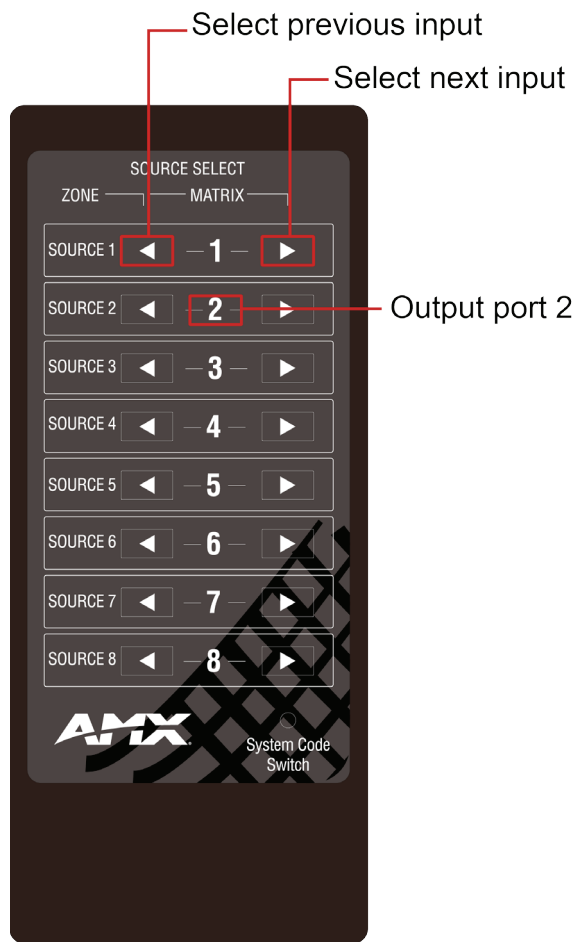 Select previous input
Select next input
SOURCE SELECT
ZONE MATRIX
SOURCE 1 1
SOURCE 2 2
Output port 2
SOURCE 3 3
SOURCE 4 4
SOURCE 5 5
SOURCE 6 6
SOURCE 7 7
SOURCE 8 8
AMX
System Code
Switch